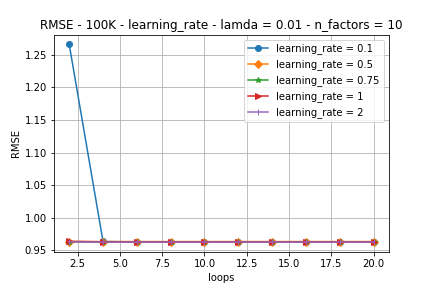 RMSE - 100K - learning_rate - lamda = 0.01 - n_factors = 10
learning_rate = 0.1
learning_rate = 0.5
learning_rate = 0.75
learning_rate = 1
learning_rate = 2
RMSE
1.25
1.20
1.15
1.10
1.05
1.00
0.95
2.5 5.0 7.5 10.0 12.5 15.0 17.5 20.0
loops